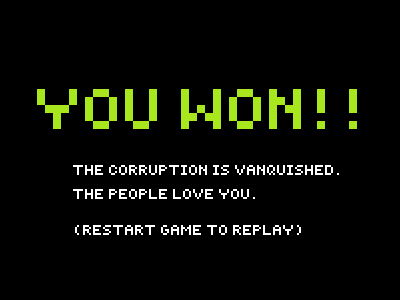 YOU WON!!
THE CORRUPTION IS VANQUISHED.
THE PEOPLE LOVE YOU.
(RESTART GAME TO REPLAY)